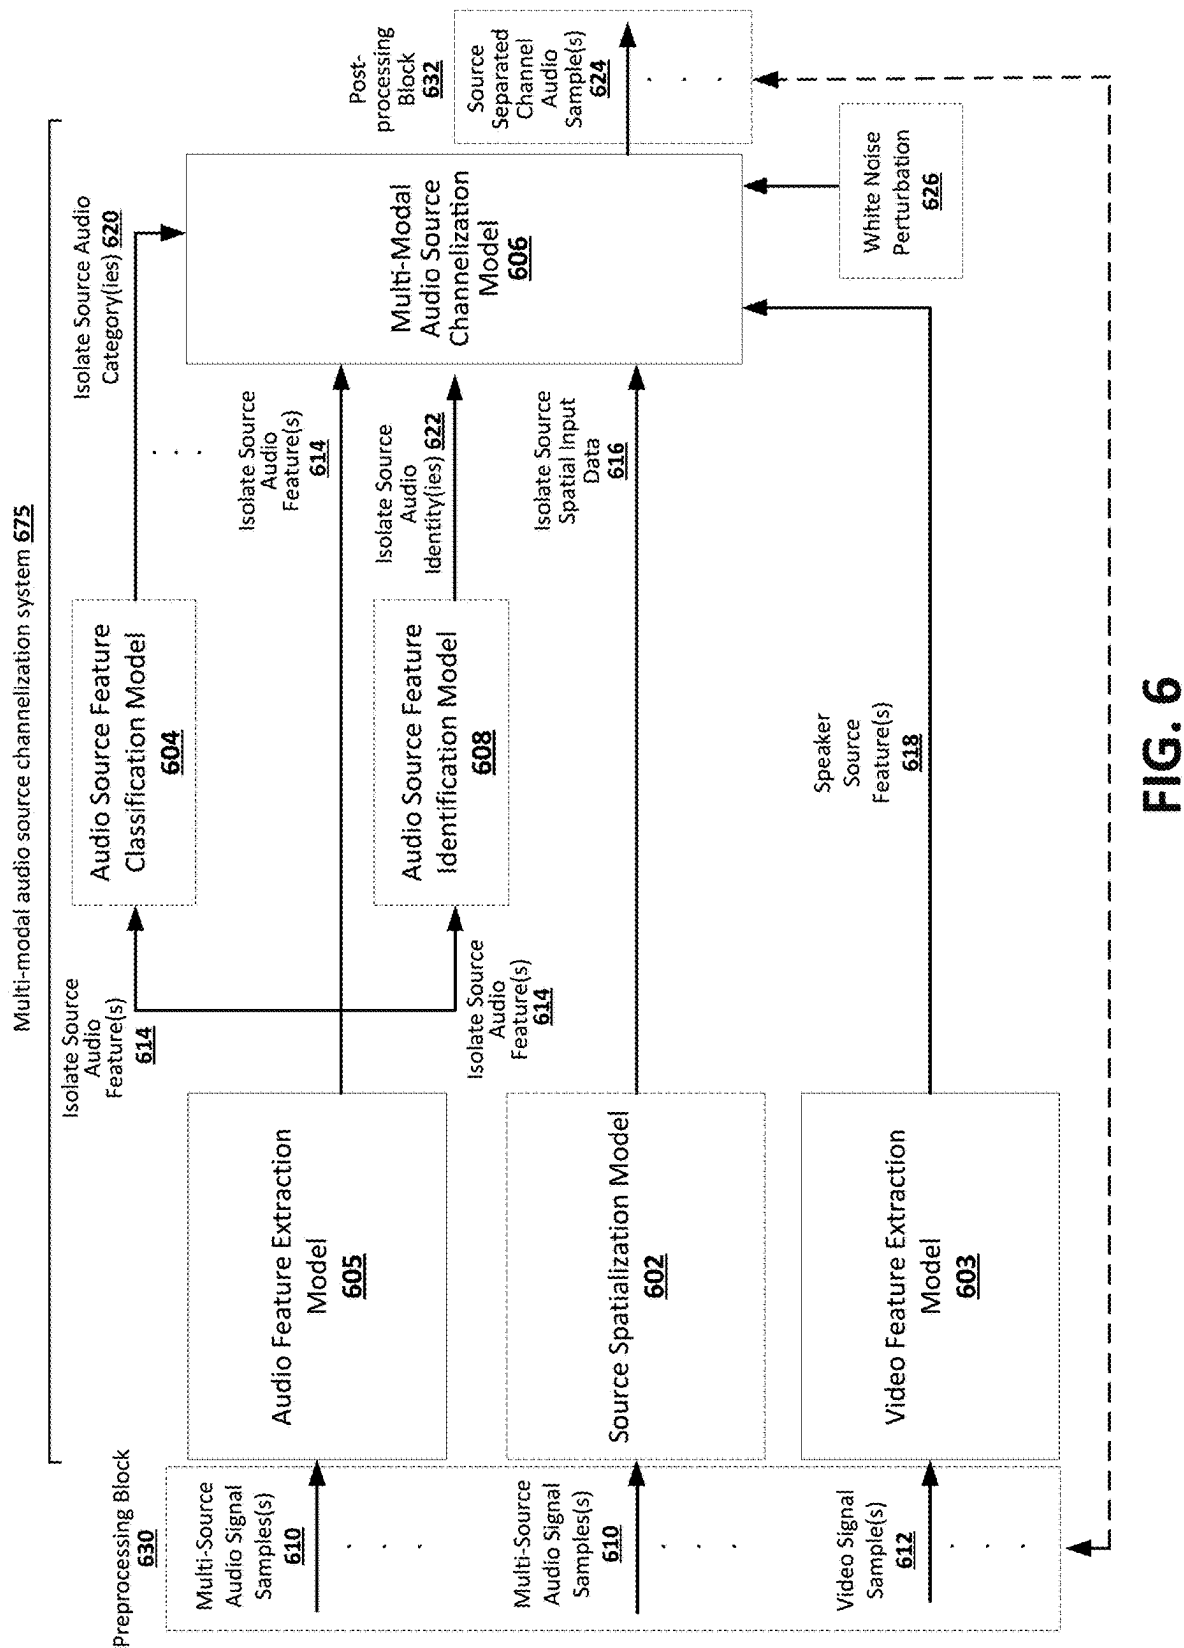 Multi-modal audio source channelization system 675
Preprocessing Block
630
Multi-Source
Audio Signal
Samples(s)
610
Multi-Source
Audio Signal
Samples(s)
610
Video Signal
Sample(s)
612
Audio Feature Extraction
Model
605
Source Spatialization Model
602
Video Feature Extraction
Model
603
Isolate Source
Audio
Feature(s)
614
Isolate Source
Audio
Feature(s)
614
Audio Source Feature
Classification Model
604
Audio Source Feature
Identification Model
608
Speaker
Source
Feature(s)
618
Isolate Source Audio
Category(ies) 620
Isolate Source
Audio
Feature(s)
614
Isolate Source
Audio
Identity(ies) 622
Isolate Source
Spatial Input
Data
616
Multi-Modal
Audio Source
Channelization
Model
606
White Noise
Perturbation
626
Post-
processing
Block
632
Source
Separated
Channel
Audio
Sample(s)
624
FIG. 6